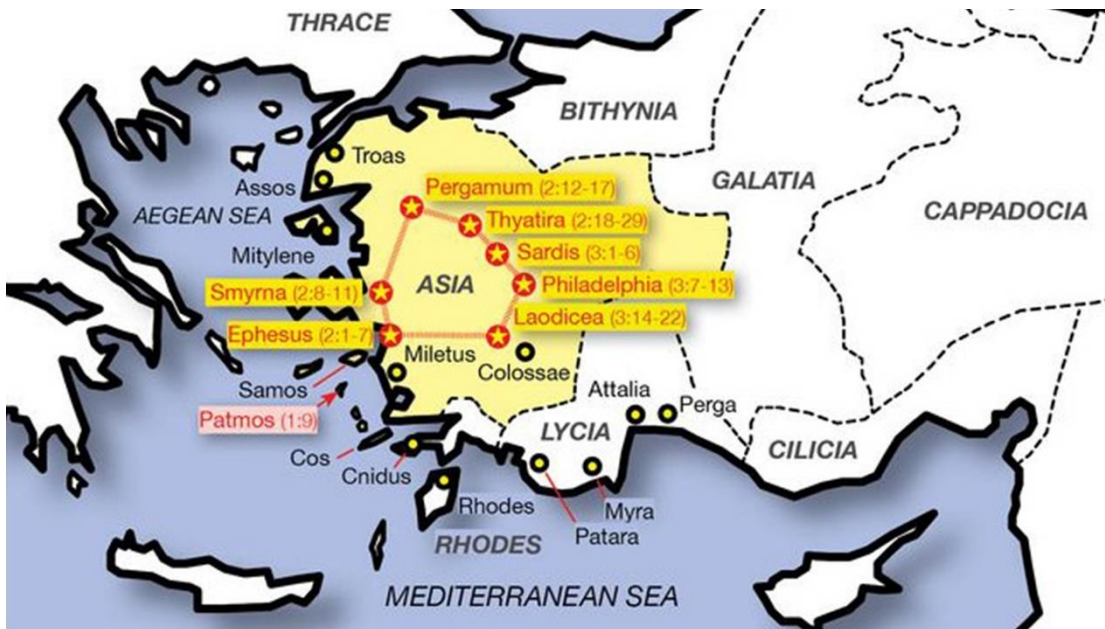 THRACE
BITHYNIA
Troas
Pergamum (2:12-17)
GALATIA
Assos
CAPPADOCIA
AEGEAN SEA
Thyatira (2:18-29)
Mitylene
Sardis (3:1-6)
Smyrna (2:8-11)
ASIA
Philadelphia (3:7-13)
Laodicea (3:14-22)
Ephesus (2:1-7)
Miletus
Colossae
Samos
Attalia
Perga
Patmos (1:9)
LYCIA
CILICIA
Cos
Cnidus
Rhodes
Myra
Patara
RHODES
MEDITERRANEAN SEA